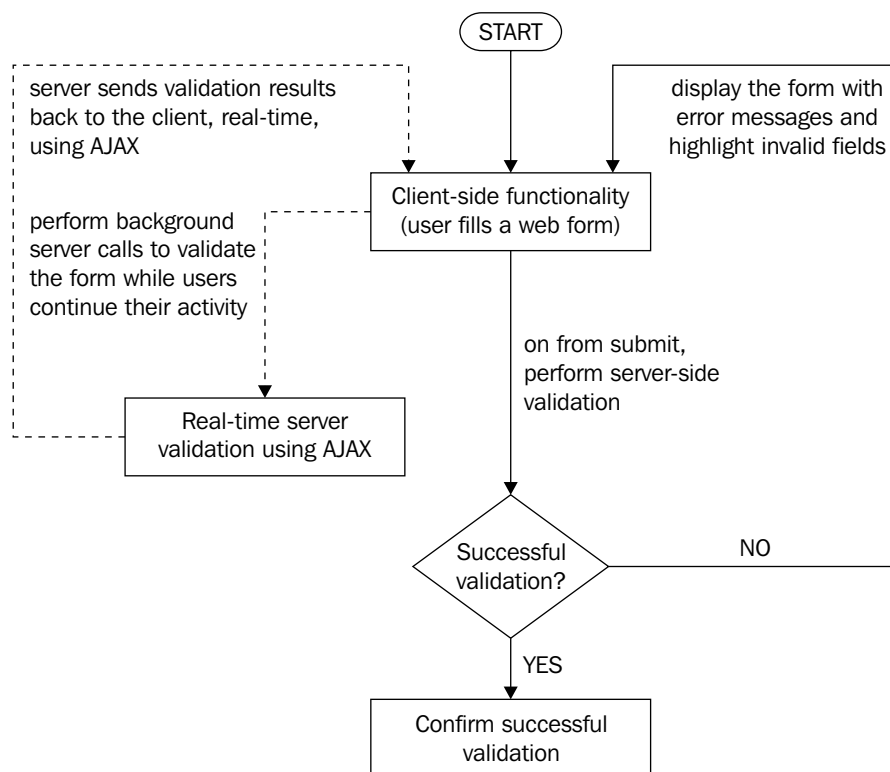 START
server sends validation results
back to the client, real-time,
using AJAX
display the form with
error messages and
highlight invalid fields
Client-side functionality
(user fills a web form)
perform background
server calls to validate
the form while users
continue their activity
on from submit,
perform server-side
validation
Real-time server
validation using AJAX
Successful
validation?
NO
YES
Confirm successful
validation